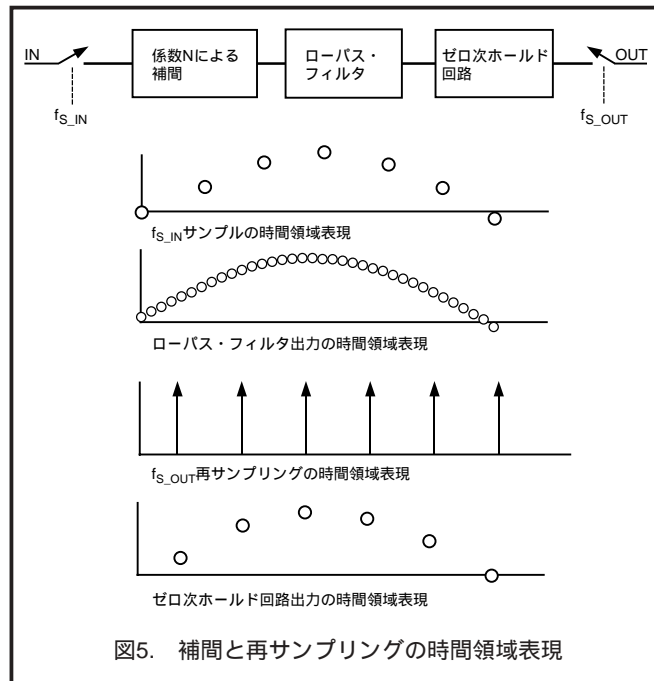 IN
係数Nによる
補間
ローパス・
フィルタ
ゼロ次ホールド
回路
OUT
fS_IN
fS_OUT
fS_INサンプルの時間領域表現
ローパス・フィルタ出力の時間領域表現
fS_OUT再サンプリングの時間領域表現
ゼロ次ホールド回路出力の時間領域表現
図5. 補間と再サンプリングの時間領域表現